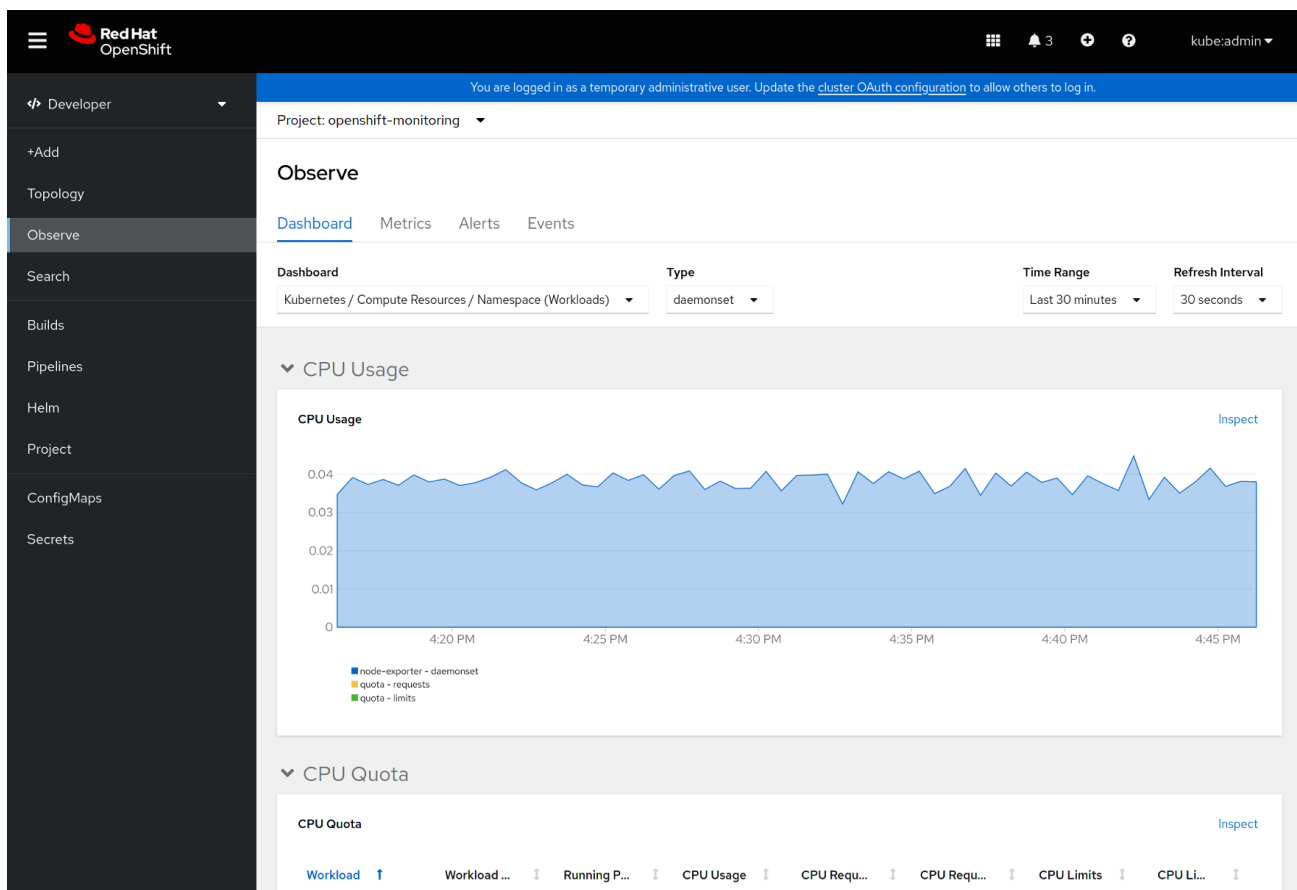 Red Hat
OpenShift
3
kube:admin
Developer
You are logged in as a temporary administrative user. Update the cluster OAuth configuration to allow others to log in.
Project: openshift-monitoring
+Add
Topology
Observe
Search
Builds
Pipelines
Helm
Project
ConfigMaps
Secrets
Observe
Dashboard Metrics Alerts Events
Dashboard Type Time Range Refresh Interval
Kubernetes / Compute Resources / Namespace (Workloads) daemonset Last 30 minutes 30 seconds
CPU Usage
CPU Usage Inspect
0.04
0.03
0.02
0.01
0
4:20 PM 4:25 PM 4:30 PM 4:35 PM 4:40 PM 4:45 PM
node-exporter - daemonset
quota - requests
quota - limits
CPU Quota
CPU Quota Inspect
Workload Workload ... Running P... CPU Usage CPU Requ... CPU Requ... CPU Limits CPU Li...